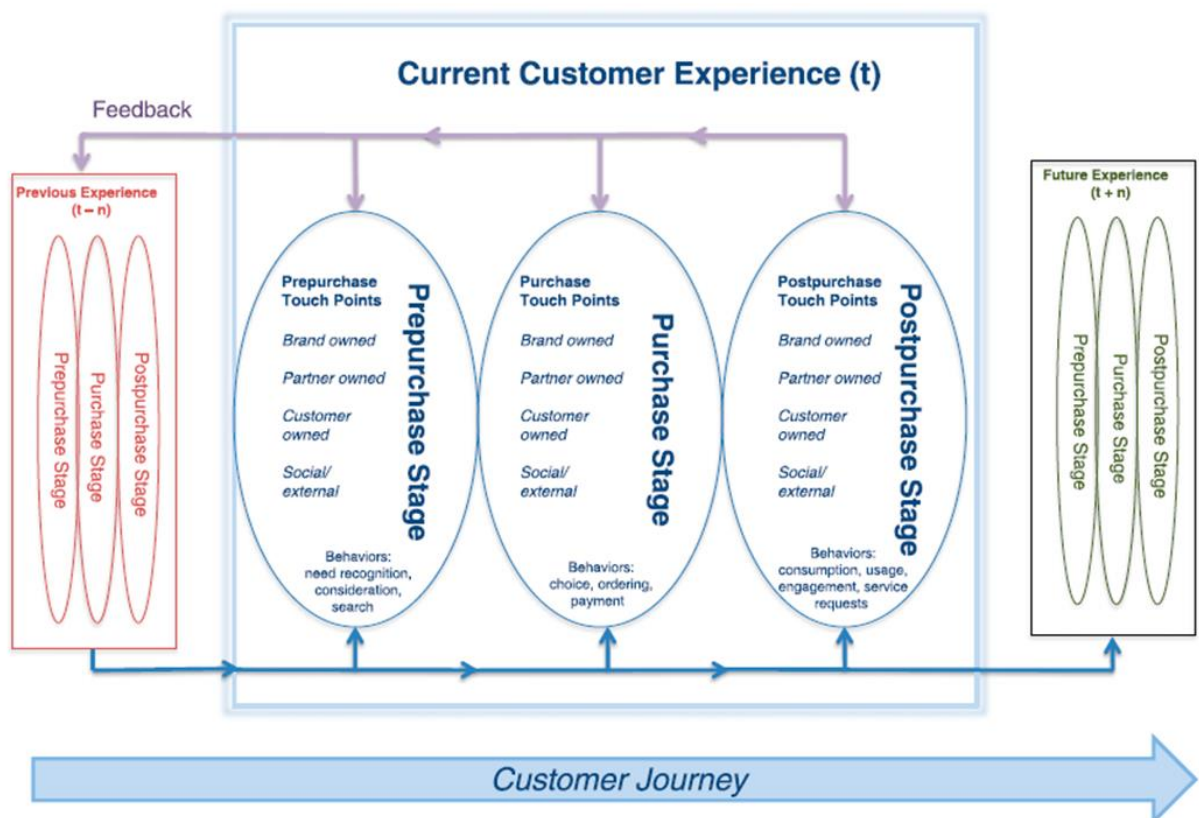 Current Customer Experience (t)
Feedback
Previous Experience
(t – n)
Prepurchase Stage
Purchase Stage
Postpurchase Stage
Prepurchase
Touch Points
Brand owned
Partner owned
Customer
owned
Social/
external
Prepurchase Stage
Behaviors:
need recognition,
consideration,
search
Purchase
Touch Points
Brand owned
Partner owned
Customer
owned
Social/
external
Purchase Stage
Behaviors:
choice, ordering,
payment
Postpurchase
Touch Points
Brand owned
Partner owned
Customer
owned
Social/
external
Postpurchase Stage
Behaviors:
consumption, usage,
engagement, service
requests
Future Experience
(t + n)
Prepurchase Stage
Purchase Stage
Postpurchase Stage
Customer Journey